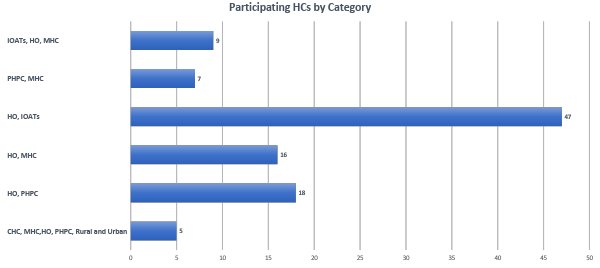 Participating HCs by Category
IOATs, HO, MHC
9
PHPC, MHC
7
HO, IOATs
47
HO, MHC
16
HO, PHPC
18
CHC, MHC,HO, PHPC, Rural and Urban
5
0 5 10 15 20 25 30 35 40 45 50